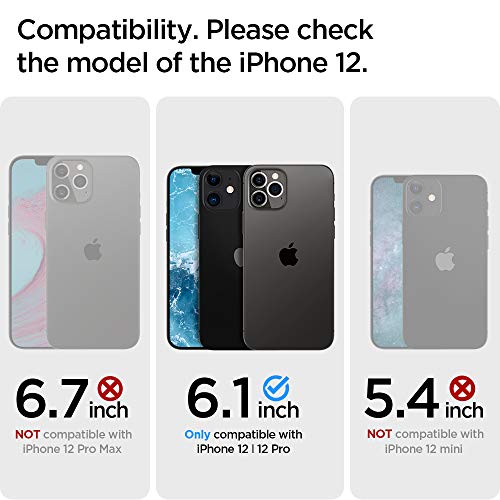 Compatibility. Please check
the model of the iPhone 12.
6.7 inch
NOT compatible with
iPhone 12 Pro Max
6.1 inch
Only compatible with
iPhone 12 | 12 Pro
5.4 inch
NOT compatible with
iPhone 12 mini